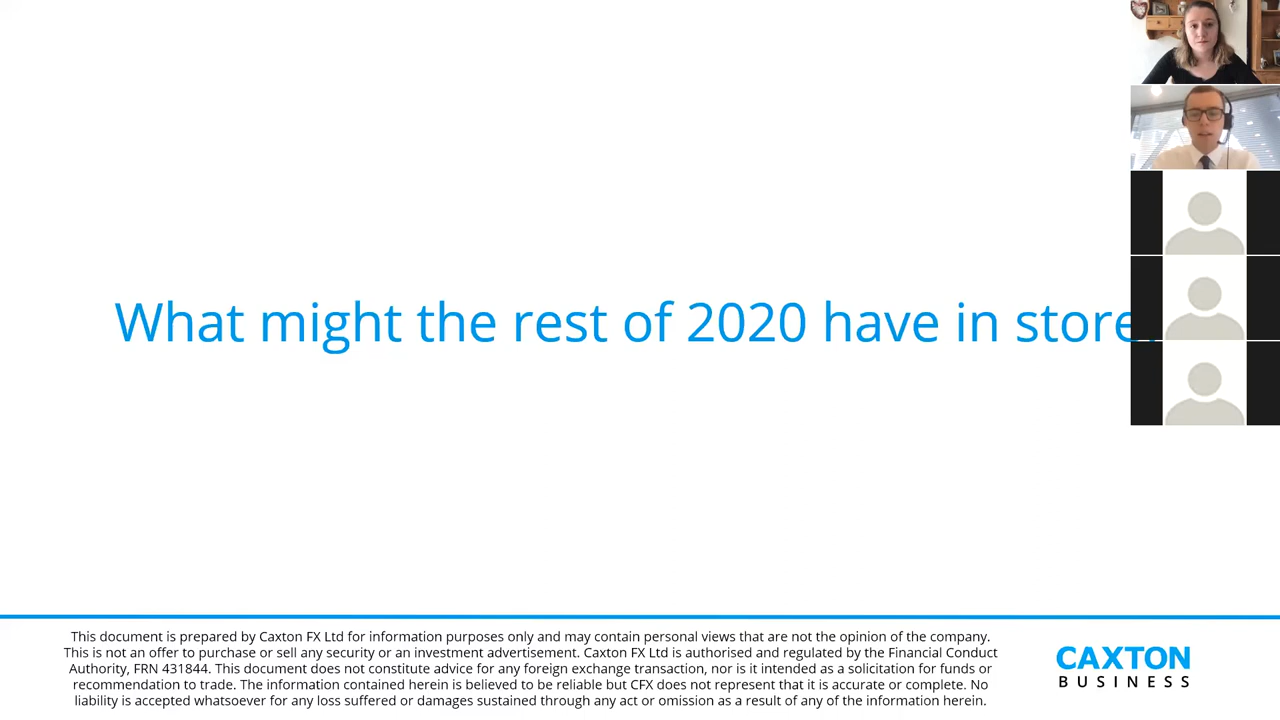 What might the rest of 2020 have in store
This document is prepared by Caxton FX Ltd for information purposes only and may contain personal views that are not the opinion of the company.
This is not an offer to purchase or sell any security or an investment advertisement. Caxton FX Ltd is authorised and regulated by the Financial Conduct
Authority, FRN 431844. This document does not constitute advice for any foreign exchange transaction, nor is it intended as a solicitation for funds or
recommendation to trade. The information contained herein is believed to be reliable but CFX does not represent that it is accurate or complete. No
liability is accepted whatsoever for any loss suffered or damages sustained through any act or omission as a result of any of the information herein.
CAXTON
BUSINESS